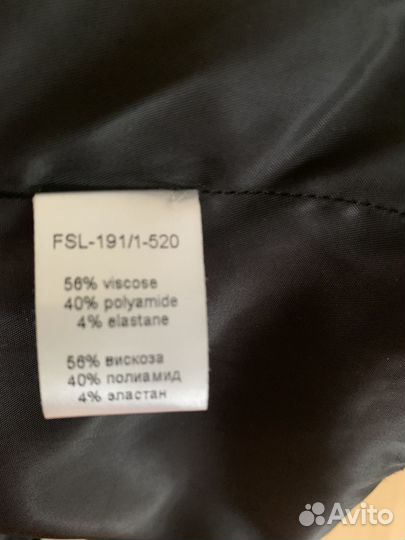 FSL-191/1-520
56% viscose
40% polyamide
4% elastane
56% вискоза
40% полиамид
4% эластан
Avito